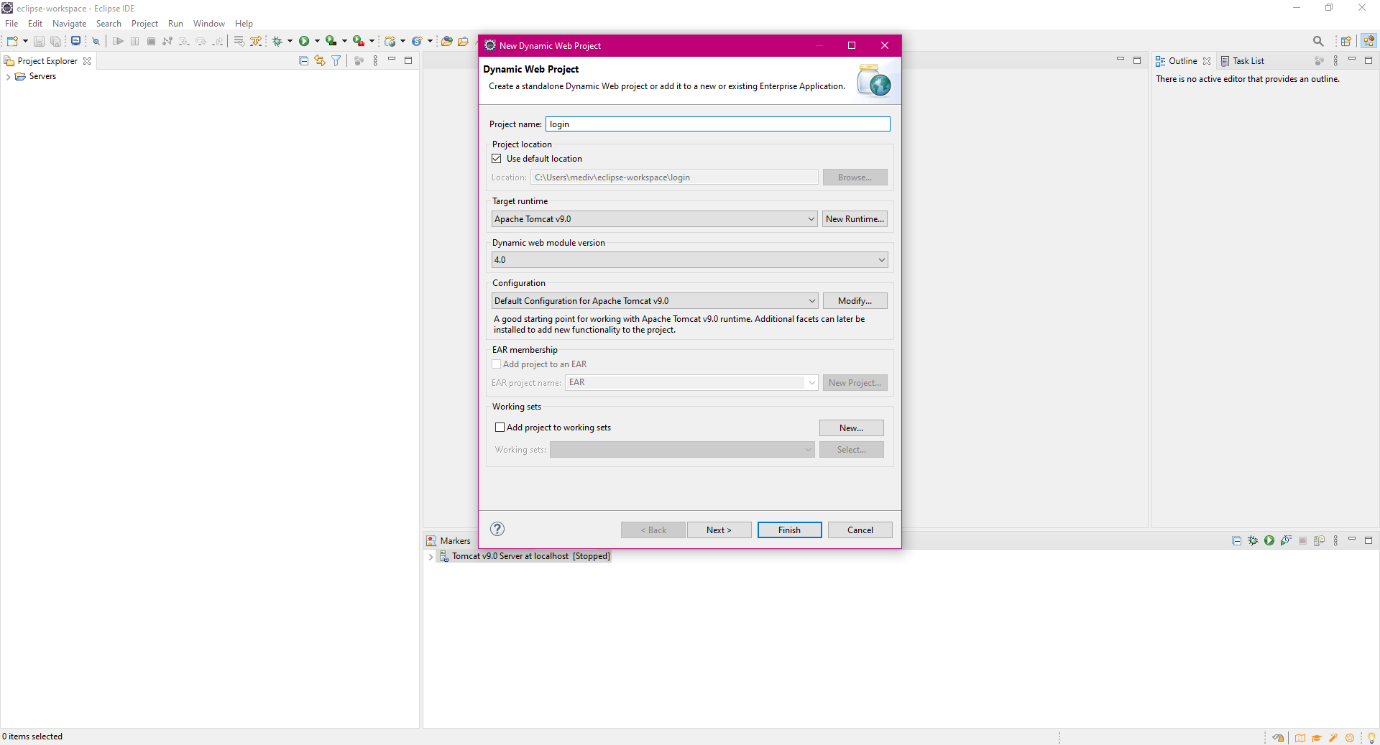 eclipse-workspace - Eclipse IDE
File Edit Navigate Search Project Run Window Help
Project Explorer
Servers
New Dynamic Web Project
Dynamic Web Project
Create a standalone Dynamic Web project or add it to a new or existing Enterprise Application.
Project name: login
Project location
Use default location
Location: C:\Users\mediv\eclipse-workspace\login Browse...
Target runtime
Apache Tomcat v9.0 New Runtime...
Dynamic web module version
4.0
Configuration
Default Configuration for Apache Tomcat v9.0 Modify...
A good starting point for working with Apache Tomcat v9.0 runtime. Additional facets can later be
installed to add new functionality to the project.
EAR membership
Add project to an EAR
EAR project name: EAR New Project...
Working sets
Add project to working sets New...
Working sets: Select...
< Back Next > Finish Cancel
Outline Task List
There is no active editor that provides an outline.
Markers
Tomcat v9.0 Server at localhost [Stopped]
0 items selected